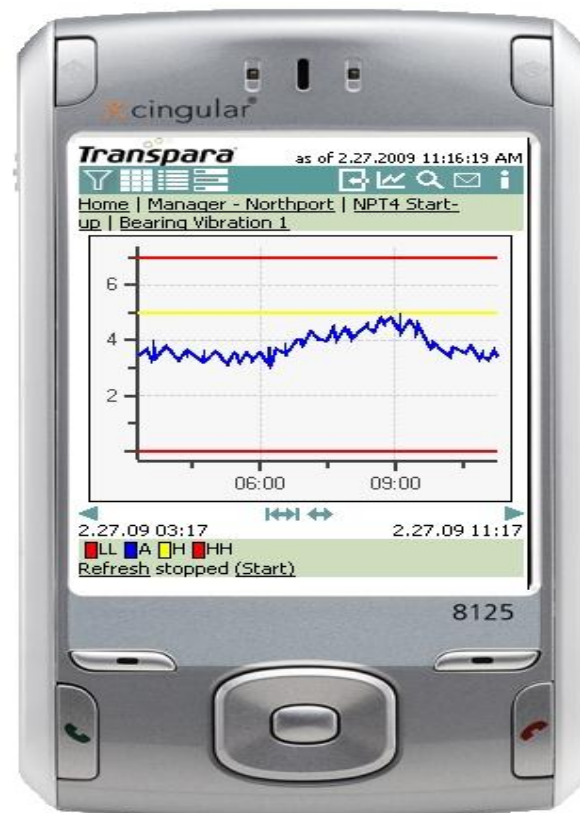 cingular®
Transpara
as of 2.27.2009 11:16:19 AM
Home | Manager - Northport | NPT4 Start-
up | Bearing Vibration 1
6
4
2
06:00 09:00
2.27.09 03:17 2.27.09 11:17
LL A H HH
Refresh stopped (Start)
8125